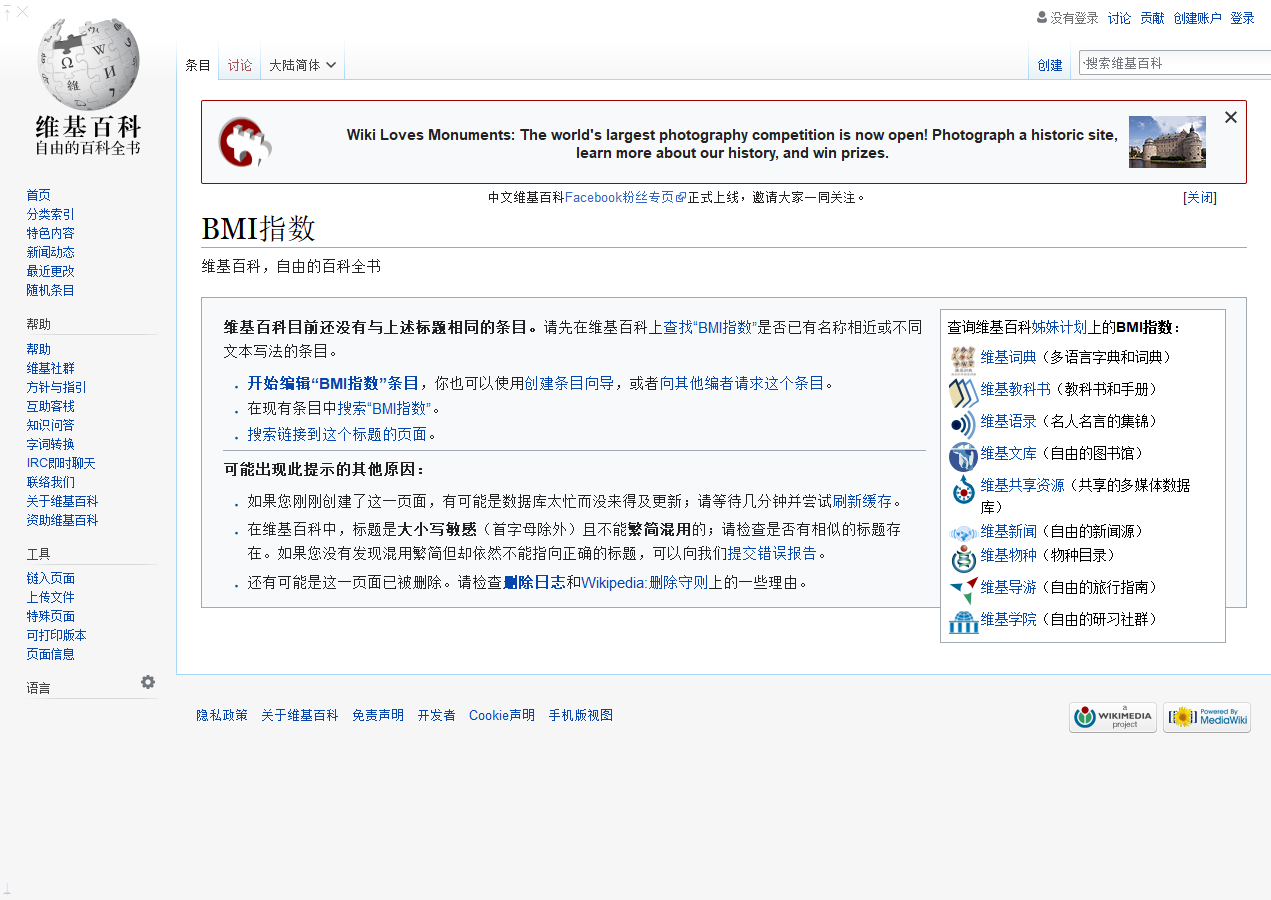 没有登录 讨论 贡献 创建账户 登录
维基百科
自由的百科全书
条目 讨论 大陆简体 创建 搜索维基百科
Wiki Loves Monuments: The world's largest photography competition is now open! Photograph a historic site,
learn more about our history, and win prizes.
中文维基百科Facebook粉丝专页正式上线，邀请大家一同关注。 [关闭]
BMI指数
维基百科，自由的百科全书
首页
分类索引
特色内容
新闻动态
最近更改
随机条目
帮助
帮助
维基社群
方针与指引
互助客栈
知识问答
字词转换
IRC即时聊天
联络我们
关于维基百科
资助维基百科
工具
链入页面
上传文件
特殊页面
可打印版本
页面信息
语言
维基百科目前还没有与上述标题相同的条目。请先在维基百科上查找“BMI指数”是否已有名称相近或不同
文本写法的条目。
开始编辑“BMI指数”条目，你也可以使用创建条目向导，或者向其他编者请求这个条目。
在现有条目中搜索“BMI指数”。
搜索链接到这个标题的页面。
可能出现此提示的其他原因：
如果您刚刚创建了这一页面，有可能是数据库太忙而没来得及更新；请等待几分钟并尝试刷新缓存。
在维基百科中，标题是大小写敏感（首字母除外）且不能繁简混用的；请检查是否有相似的标题存
在。如果您没有发现混用繁简但却依然不能指向正确的标题，可以向我们提交错误报告。
还有可能是这一页面已被删除。请检查删除日志和Wikipedia:删除守则上的一些理由。
查询维基百科姊妹计划上的BMI指数：
维基词典（多语言字典和词典）
维基教科书（教科书和手册）
维基语录（名人名言的集锦）
维基文库（自由的图书馆）
维基共享资源（共享的多媒体数据
库）
维基新闻（自由的新闻源）
维基物种（物种目录）
维基导游（自由的旅行指南）
维基学院（自由的研习社群）
隐私政策 关于维基百科 免责声明 开发者 Cookie声明 手机版视图
a
WIKIMEDIA
project
Powered By
MediaWiki